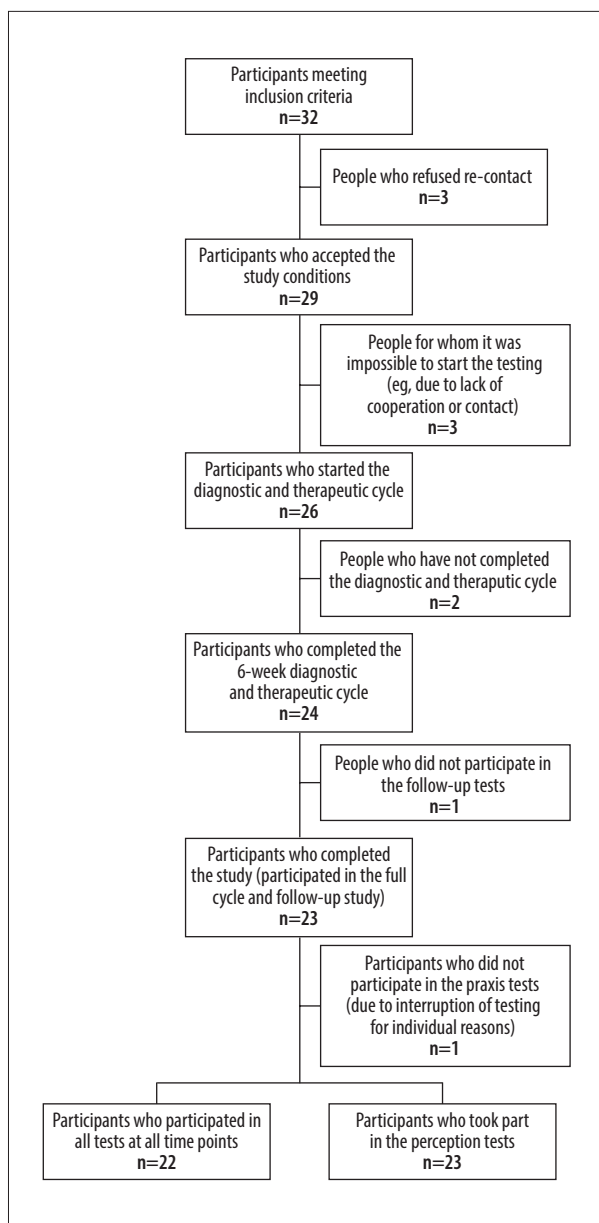 Participants meeting
inclusion criteria
n=32
People who refused re-contact
n=3
Participants who accepted the
study conditions
n=29
People for whom it was
impossible to start the testing
(eg, due to lack of
cooperation or contact)
n=3
Participants who started the
diagnostic and therapeutic cycle
n=26
People who have not completed
the diagnostic and theraputic cycle
n=2
Participants who completed the
6-week diagnostic
and therapeutic cycle
n=24
People who did not participate in
the follow-up tests
n=1
Participants who completed
the study (participated in the full
cycle and follow-up study)
n=23
Participants who did not
participate in the praxis tests
(due to interruption of testing
for individual reasons)
n=1
Participants who participated in
all tests at all time points
n=22
Participants who took part
in the perception tests
n=23